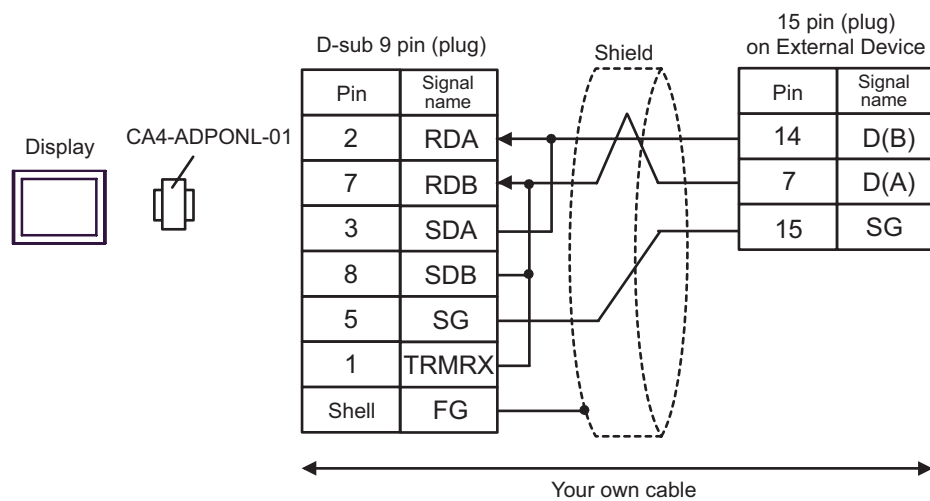 15 pin (plug)
on External Device
D-sub 9 pin (plug)
Shield
Pin Signal name
Pin Signal name
Display
CA4-ADPONL-01
2 RDA
14 D(B)
7 RDB
7 D(A)
3 SDA
15 SG
8 SDB
5 SG
1 TRMRX
Shell FG
Your own cable